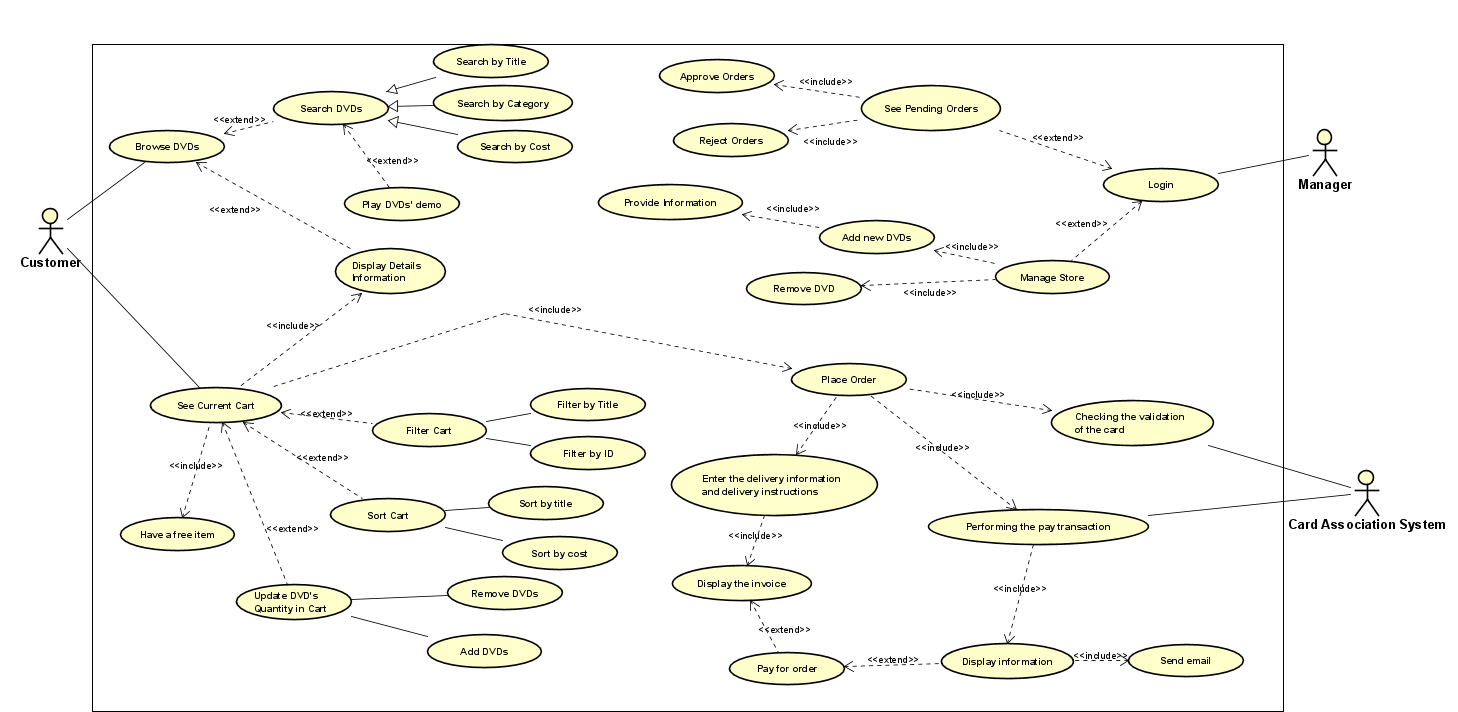 Search by Title
Search DVDs
Search by Category
<<extend>>
Browse DVDs
Search by Cost
<<extend>>
Play DVDs' demo
<<extend>>
Customer
Display Details
Information
<<include>>
<<include>>
See Current Cart
<<extend>>
Filter Cart
Filter by Title
Filter by ID
<<include>>
<<extend>>
Sort Cart
Sort by title
Sort by cost
Have a free item
<<extend>>
Update DVD's
Quantity in Cart
Remove DVDs
Add DVDs
Approve Orders
<<include>>
See Pending Orders
Reject Orders
<<include>>
<<extend>>
Login
Manager
Provide Information
<<include>>
Add new DVDs
<<extend>>
<<include>>
Manage Store
Remove DVD
<<include>>
Place Order
<<include>>
Checking the validation
of the card
<<include>>
<<include>>
Enter the delivery information
and delivery instructions
Performing the pay transaction
Card Association System
<<include>>
Display the invoice
<<include>>
<<extend>>
Pay for order
<<extend>>
Display information
<<include>>
Send email